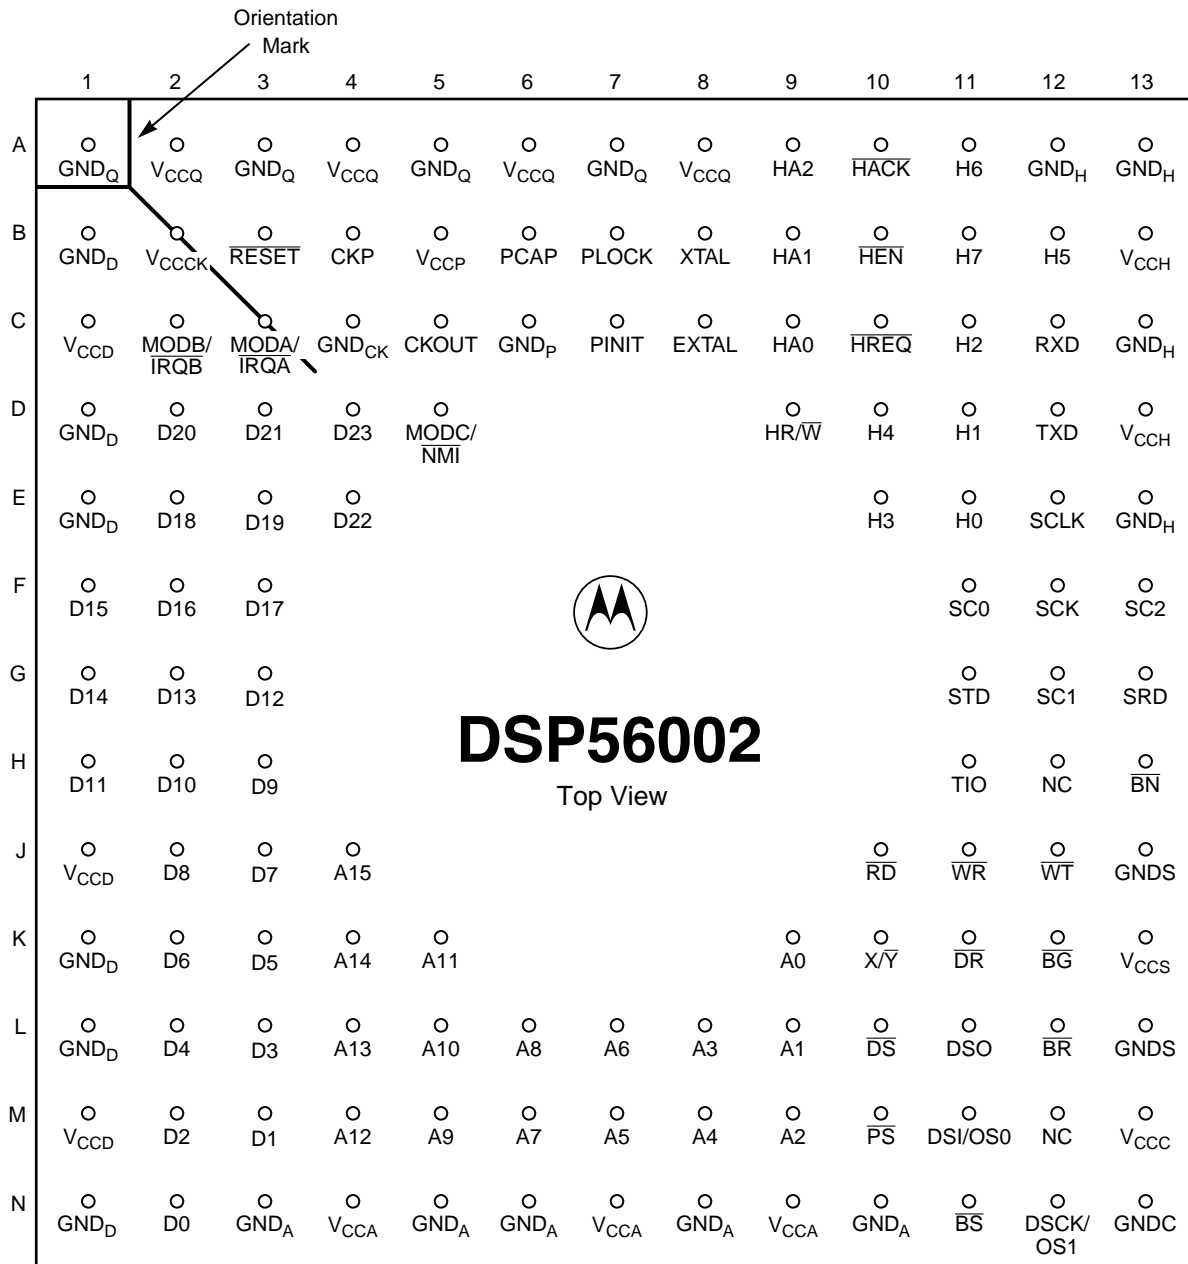 Orientation
Mark
1 2 3 4 5 6 7 8 9 10 11 12 13
A
GNDQ VCCQ GNDQ VCCQ GNDQ VCCQ GNDQ VCCQ HA2 HACK H6 GNDH GNDH
B
GNDD VCCCK RESET CKP VCCP PCAP PLOCK XTAL HA1 HEN H7 H5 VCCH
C
VCCD MODB/ MODA/ GNDCK CKOUT GNDP PINIT EXTAL HA0 HREQ H2 RXD GNDH
IRQB IRQA
D
GNDD D20 D21 D23 MODC/ HR/W H4 H1 TXD VCCH
NMI
E
GNDD D18 D19 D22 H3 H0 SCLK GNDH
F
D15 D16 D17 SC0 SCK SC2
G
D14 D13 D12 STD SC1 SRD
DSP56002
H
D11 D10 D9 TIO NC BN
Top View
J
VCCD D8 D7 A15 RD WR WT GNDS
K
GNDD D6 D5 A14 A11 A0 X/Y DR BG VCCS
L
GNDD D4 D3 A13 A10 A8 A6 A3 A1 DS DSO BR GNDS
M
VCCD D2 D1 A12 A9 A7 A5 A4 A2 PS DSI/OS0 NC VCCC
N
GNDD D0 GNDA VCCA GNDA GNDA VCCA GNDA VCCA GNDA BS DSCK/ GNDC
OS1